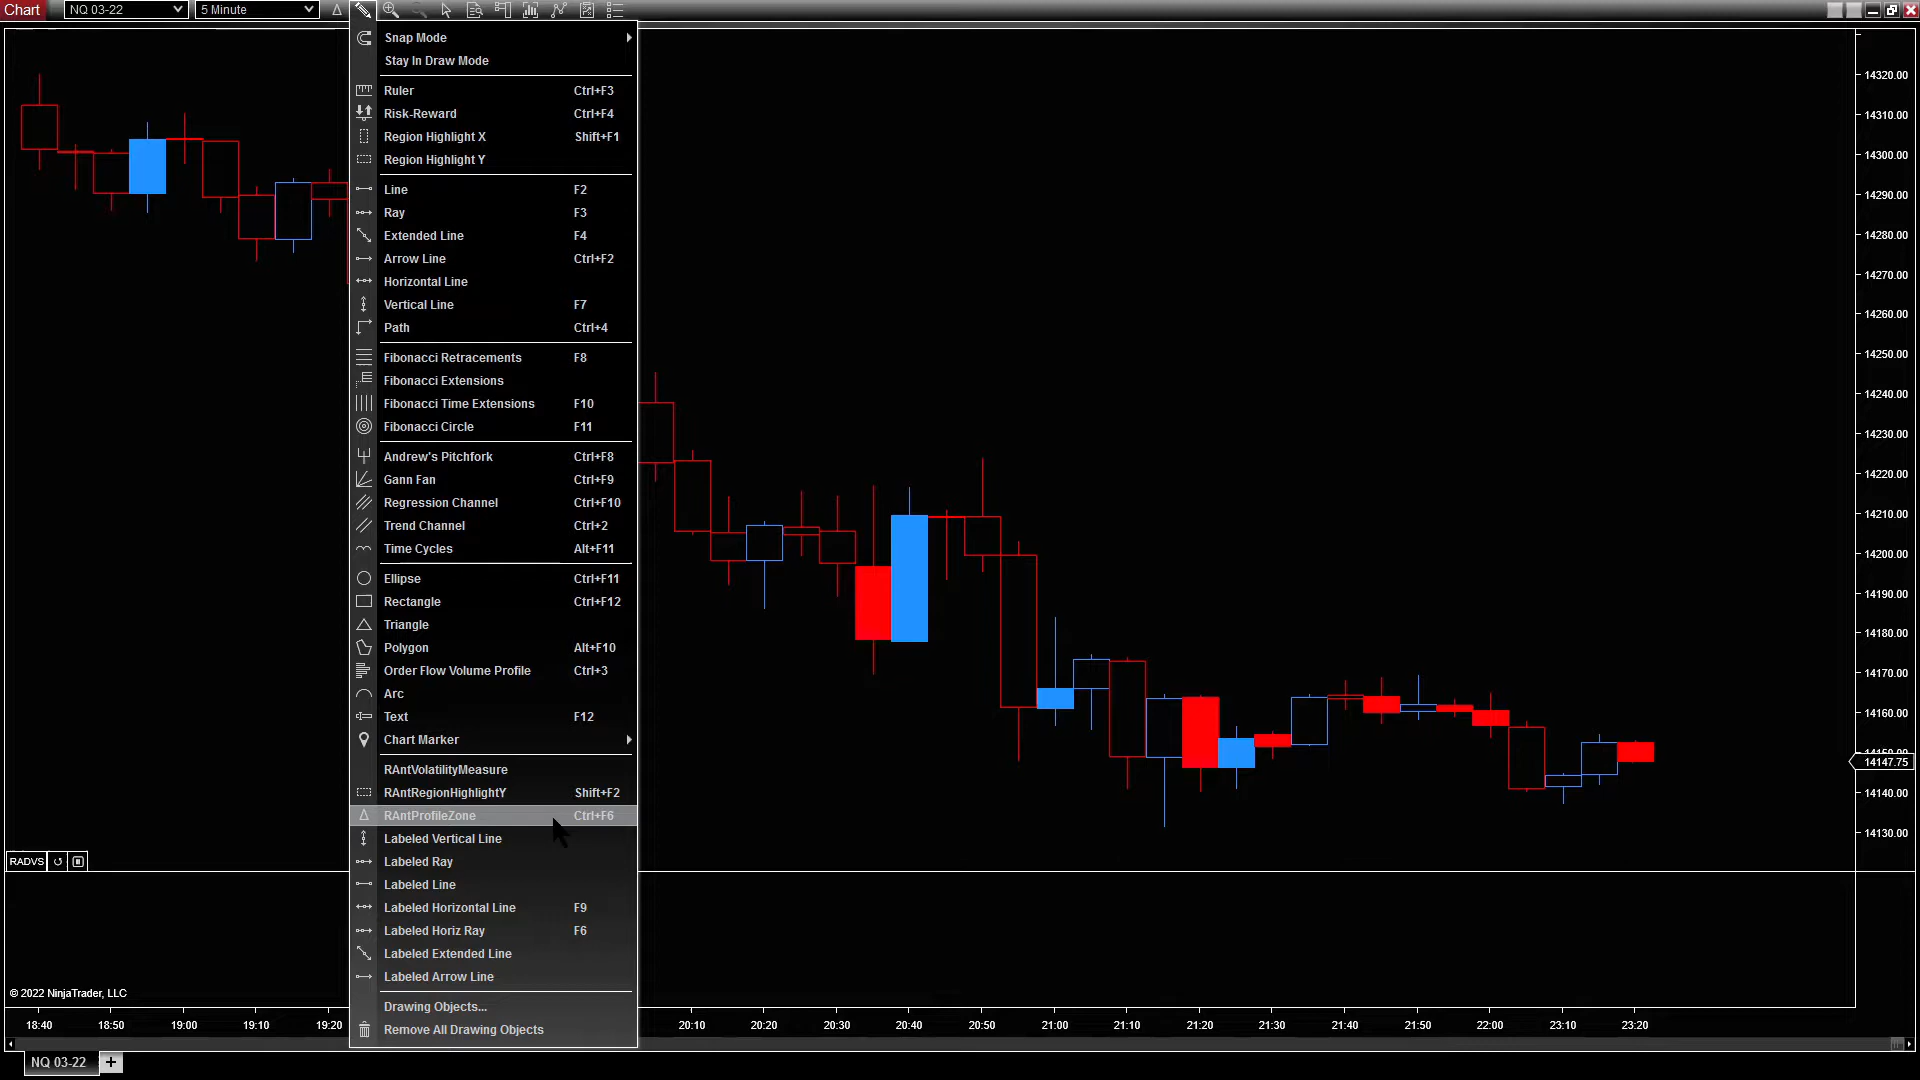 Chart
NQ 03-22
5 Minute
Snap Mode
Stay In Draw Mode
Ruler Ctrl+F3
Risk-Reward Ctrl+F4
Region Highlight X Shift+F1
Region Highlight Y
Line F2
Ray F3
Extended Line F4
Arrow Line Ctrl+F2
Horizontal Line
Vertical Line F7
Path Ctrl+4
Fibonacci Retracements F8
Fibonacci Extensions
Fibonacci Time Extensions F10
Fibonacci Circle F11
Andrew's Pitchfork Ctrl+F8
Gann Fan Ctrl+F9
Regression Channel Ctrl+F10
Trend Channel Ctrl+2
Time Cycles Alt+F11
Ellipse Ctrl+F11
Rectangle Ctrl+F12
Triangle
Polygon Alt+F10
Order Flow Volume Profile Ctrl+3
Arc
Text F12
Chart Marker
RAntVolatilityMeasure
RAntRegionHighlightY Shift+F2
RAntProfileZone Ctrl+F6
Labeled Vertical Line
Labeled Ray
Labeled Line
Labeled Horizontal Line F9
Labeled Horiz Ray F6
Labeled Extended Line
Labeled Arrow Line
Drawing Objects...
Remove All Drawing Objects
14320.00
14310.00
14300.00
14290.00
14280.00
14270.00
14260.00
14250.00
14240.00
14230.00
14220.00
14210.00
14200.00
14190.00
14180.00
14170.00
14160.00
14150.00
14147.75
14140.00
14130.00
RADVS
© 2022 NinjaTrader, LLC
18:40 18:50 19:00 19:10 19:20 20:10 20:20 20:30 20:40 20:50 21:00 21:10 21:20 21:30 21:40 21:50 22:00 23:10 23:20
NQ 03-22 +